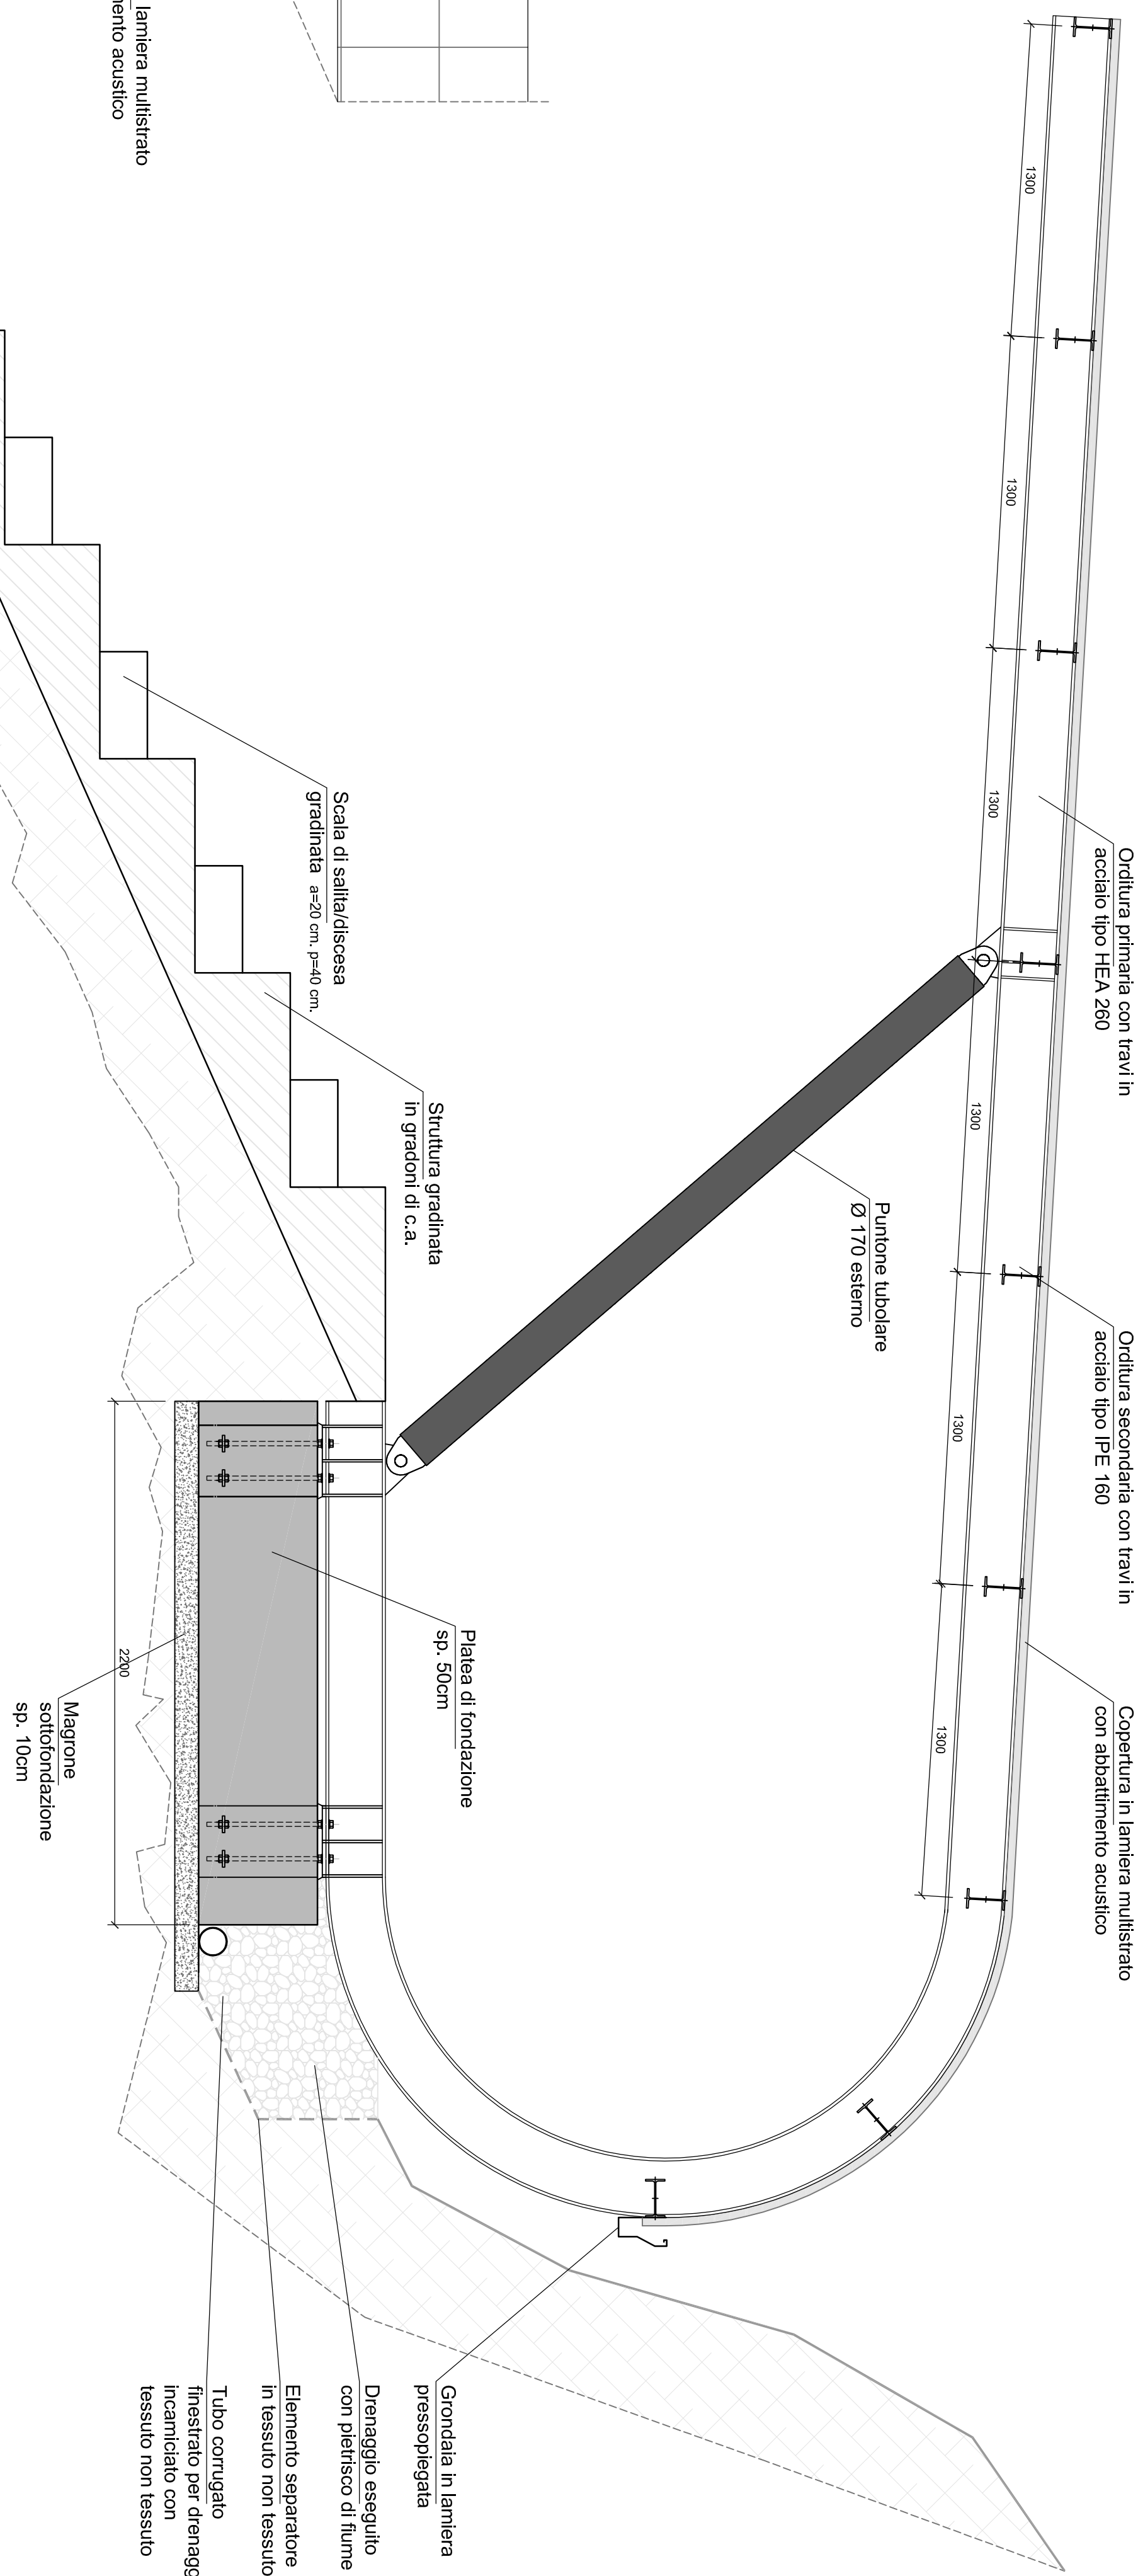 lamiera multistrato
mento acustico
Orditura primaria con travi in
acciaio tipo HEA 260
Orditura secondaria con travi in
acciaio tipo IPE 160
Copertura in lamiera multistrato
con abbattimento acustico
1300
1300
1300
1300
1300
1300
Puntone tubolare
Ø 170 esterno
Scala di salita/discesa
gradinata a=20 cm. p=40 cm.
Struttura gradinata
in gradoni di c.a.
Platea di fondazione
sp. 50cm
2200
Magrone
sottofondazione
sp. 10cm
Grondaia in lamiera
pressopiegata
Drenaggio eseguito
con pietrisco di fiume
Elemento separatore
in tessuto non tessuto
Tubo corrugato
finestrato per drenagg
incamiciato con
tessuto non tessuto